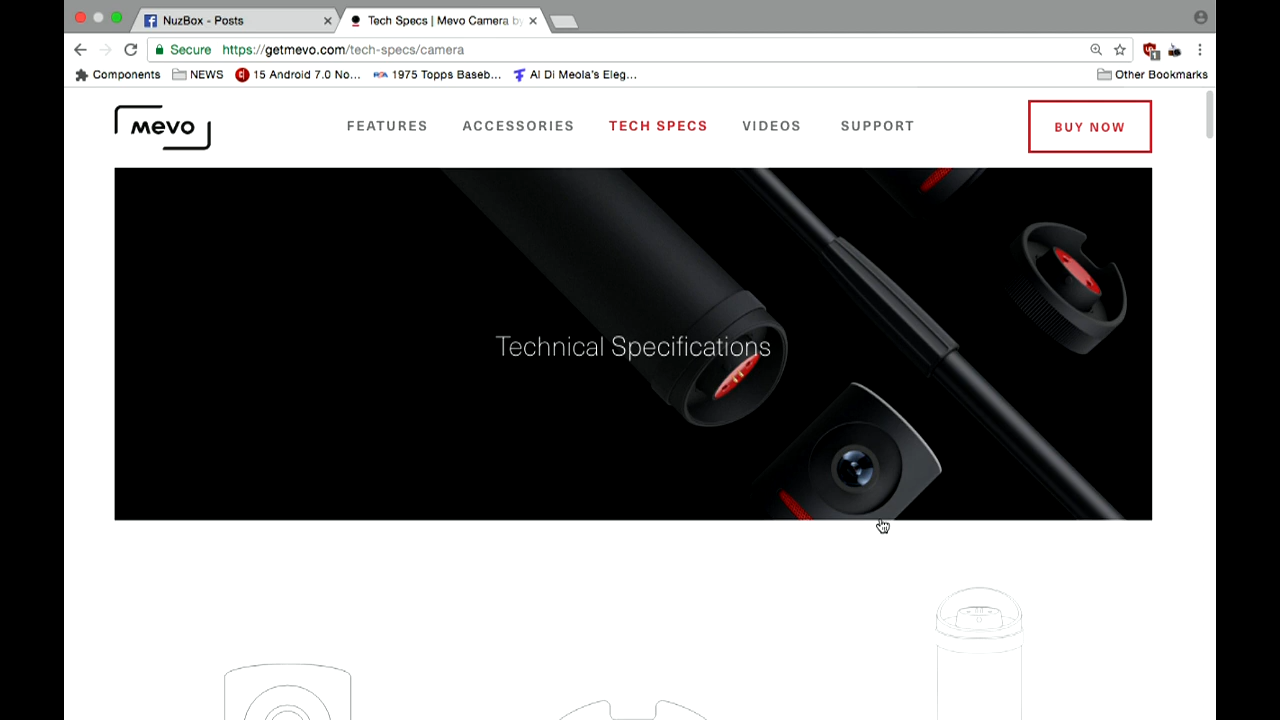 NuzBox - Posts
Tech Specs | Mevo Camera by
Secure https://getmevo.com/tech-specs/camera
Components NEWS 15 Android 7.0 No... 1975 Topps Baseb... Al Di Meola's Eleg... Other Bookmarks
mevo
FEATURES ACCESSORIES TECH SPECS VIDEOS SUPPORT BUY NOW
Technical Specifications